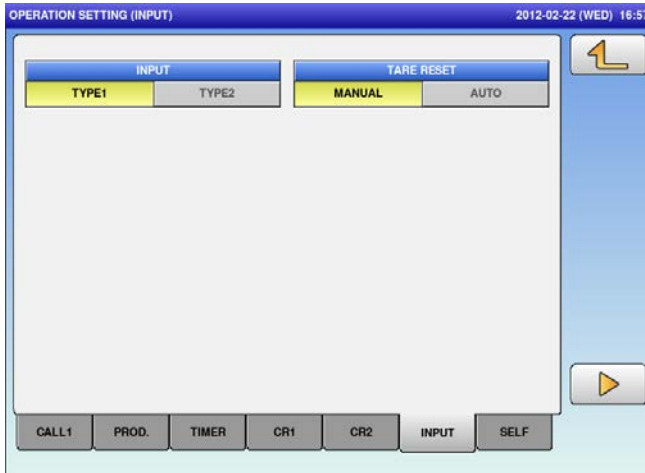 OPERATION SETTING (INPUT) 2012-02-22 (WED) 16:57
INPUT TARE RESET
TYPE1 TYPE2 MANUAL AUTO
CALL1 PROD. TIMER CR1 CR2 INPUT SELF